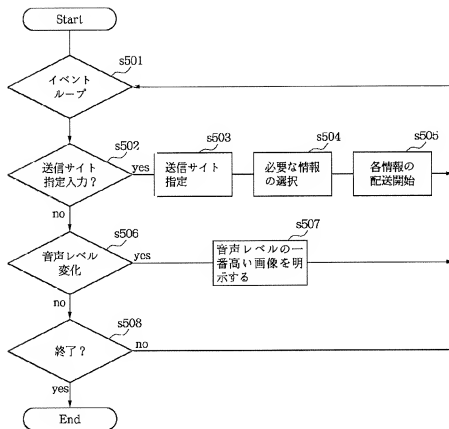 Start
s501
イベント
ループ
s502
送信サイト
指定入力？
yes
s503
送信サイト
指定
s504
必要な情報
の選択
s505
各情報の
配送開始
no
s506
音声レベル
変化
yes
s507
音声レベルの一
番高い画像を明
示する
no
s508
終了？
no
yes
End